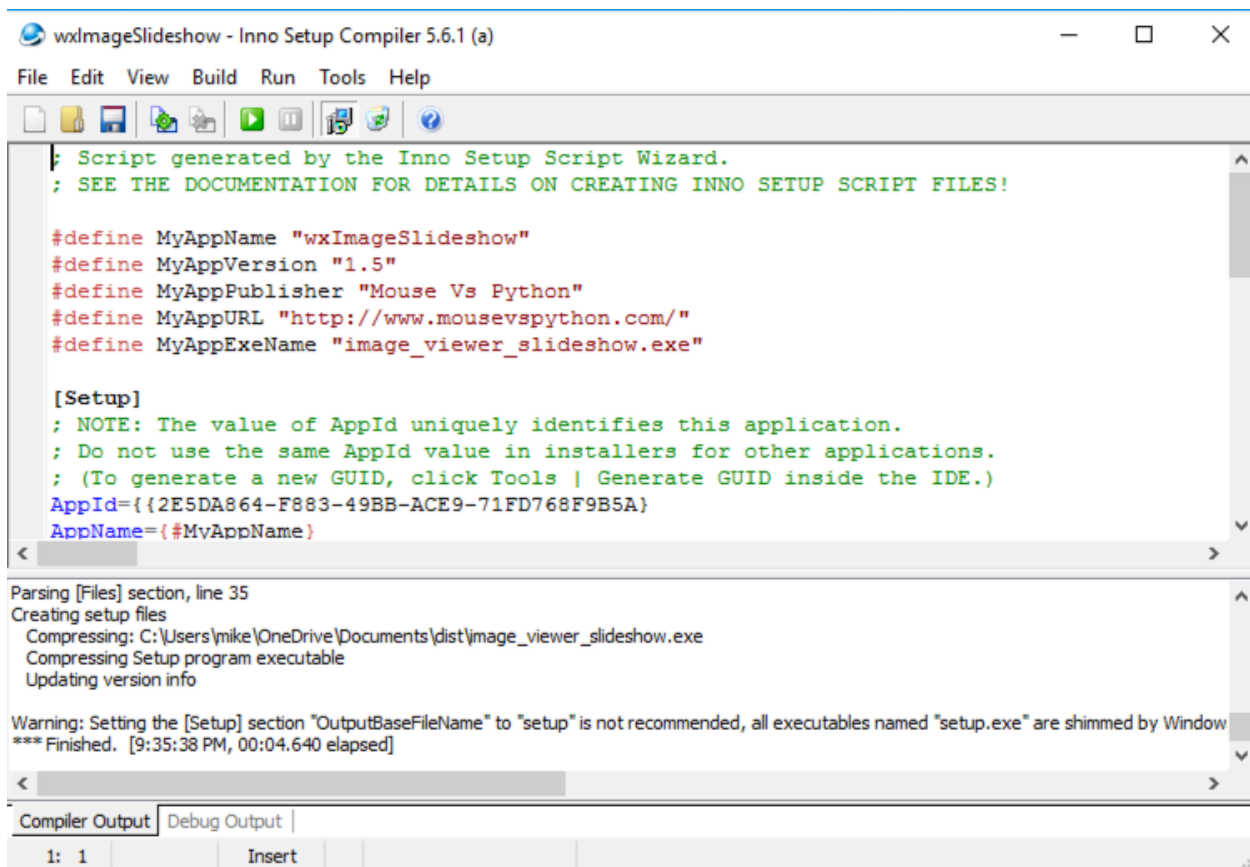 wxImageSlideshow - Inno Setup Compiler 5.6.1 (a)
File Edit View Build Run Tools Help
; Script generated by the Inno Setup Script Wizard.
; SEE THE DOCUMENTATION FOR DETAILS ON CREATING INNO SETUP SCRIPT FILES!
#define MyAppName "wxImageSlideshow"
#define MyAppVersion "1.5"
#define MyAppPublisher "Mouse Vs Python"
#define MyAppURL "http://www.mousevspython.com/"
#define MyAppExeName "image_viewer_slideshow.exe"
[Setup]
; NOTE: The value of AppId uniquely identifies this application.
; Do not use the same AppId value in installers for other applications.
; (To generate a new GUID, click Tools | Generate GUID inside the IDE.)
AppId={{2E5DA864-F883-49BB-ACE9-71FD768F9B5A}
AppName={#MyAppName}
Parsing [Files] section, line 35
Creating setup files
Compressing: C:\Users\mike\OneDrive\Documents\dist\image_viewer_slideshow.exe
Compressing Setup program executable
Updating version info
Warning: Setting the [Setup] section "OutputBaseFileName" to "setup" is not recommended, all executables named "setup.exe" are shimmed by Window
*** Finished. [9:35:38 PM, 00:04.640 elapsed]
Compiler Output Debug Output
1: 1 Insert